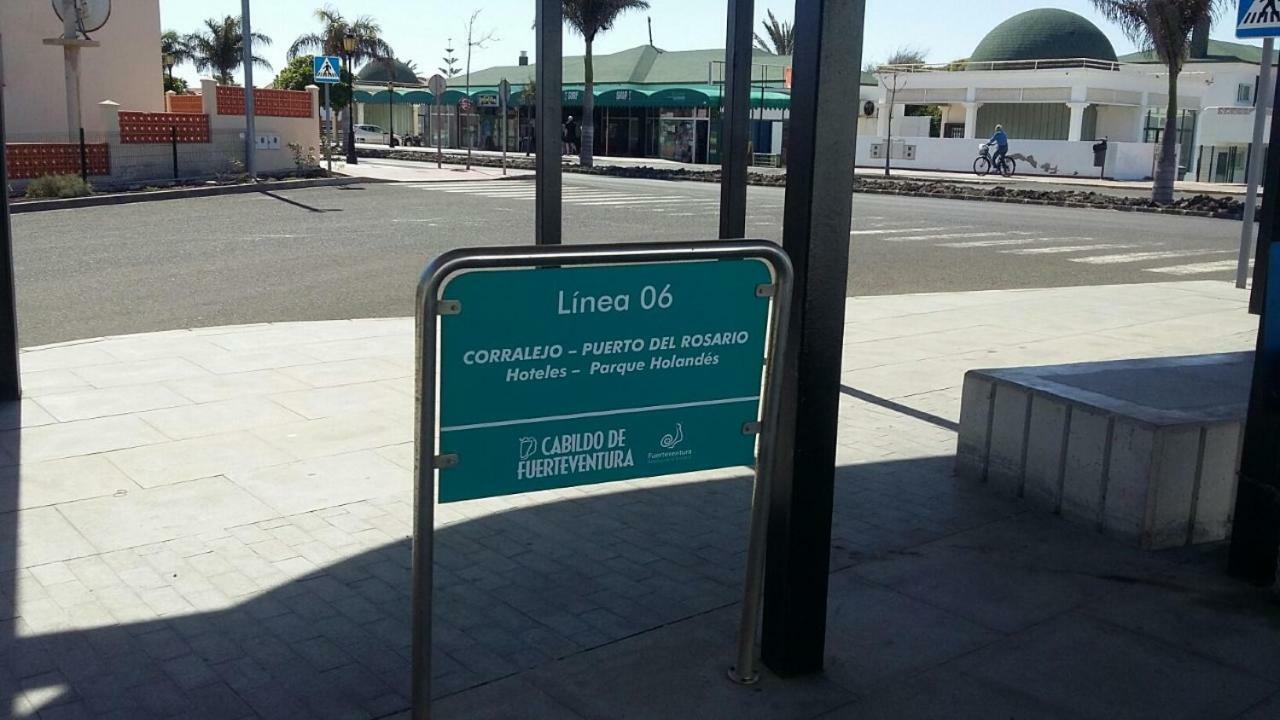 Línea 06
CORRALEJO – PUERTO DEL ROSARIO
Hoteles – Parque Holandés
CABILDO DE
FUERTEVENTURA
Fuerteventura